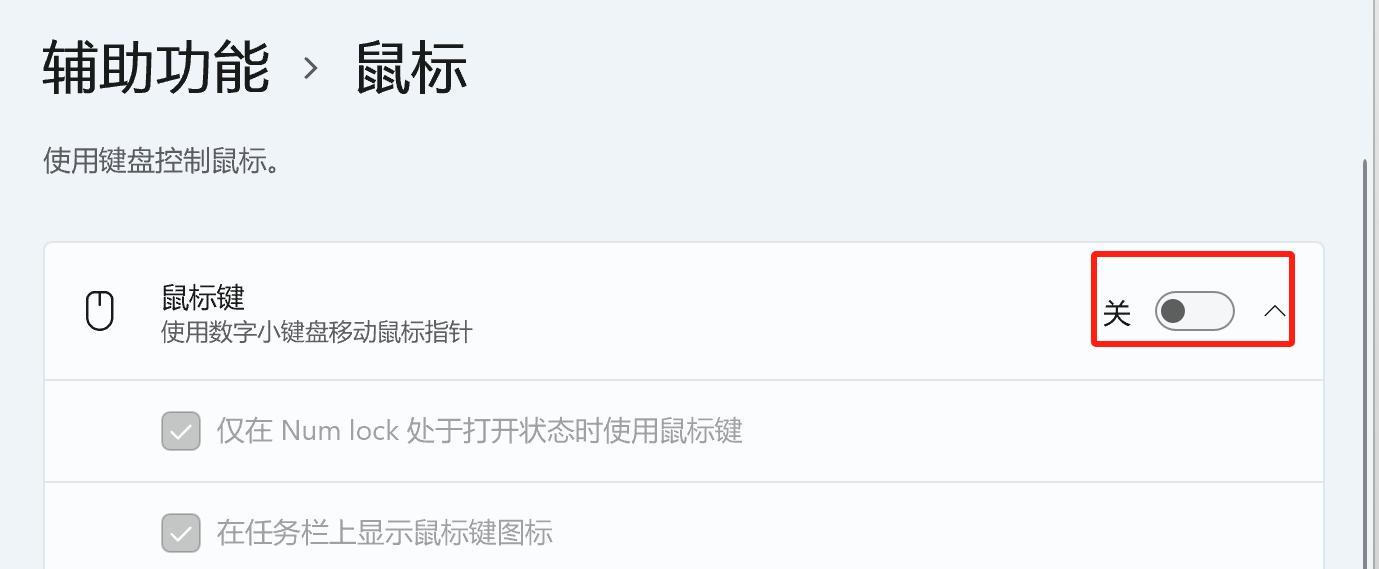 辅助功能 › 鼠标
使用键盘控制鼠标。
鼠标键
使用数字小键盘移动鼠标指针
关
仅在 Num lock 处于打开状态时使用鼠标键
在任务栏上显示鼠标键图标